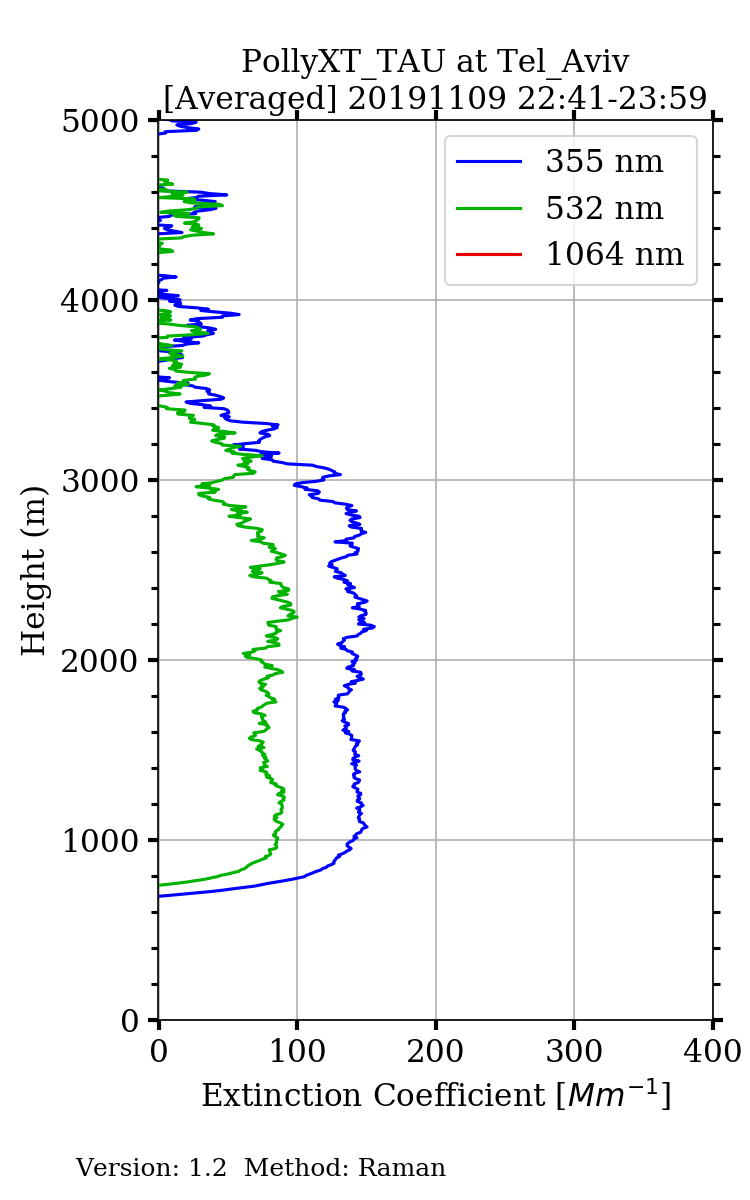 PollyXT_TAU at Tel_Aviv
[Averaged] 20191109 22:41-23:59
5000
4000
3000
2000
1000
0
Height (m)
355 nm
532 nm
1064 nm
0 100 200 300 400
Extinction Coefficient [Mm⁻¹]
Version: 1.2 Method: Raman